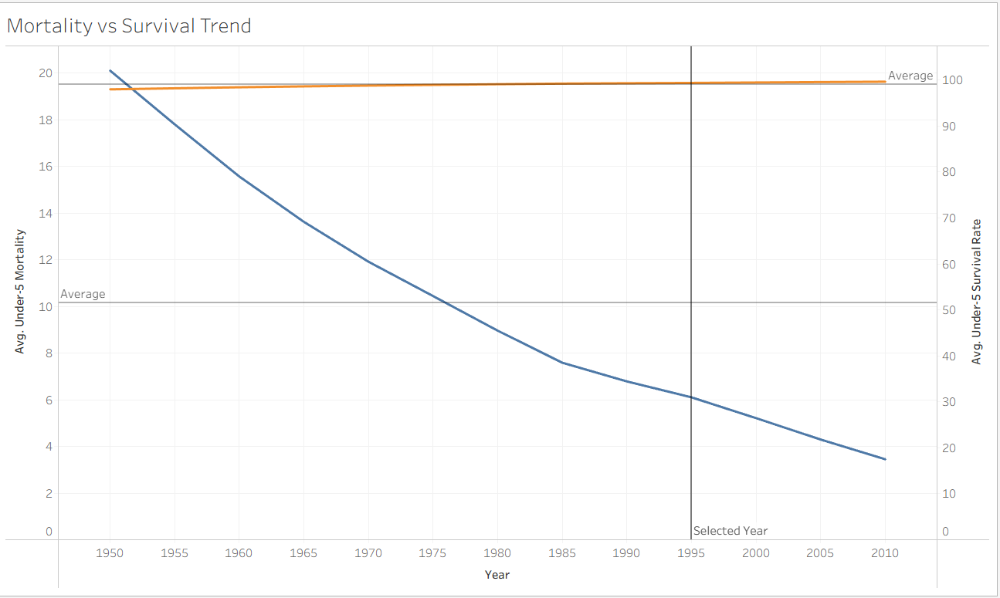 Mortality vs Survival Trend
Avg. Under-5 Mortality
20
18
16
14
12
10
8
6
4
2
0
Average
Average
Selected Year
100
90
80
70
60
50
40
30
20
10
0
Avg. Under-5 Survival Rate
1950 1955 1960 1965 1970 1975 1980 1985 1990 1995 2000 2005 2010
Year